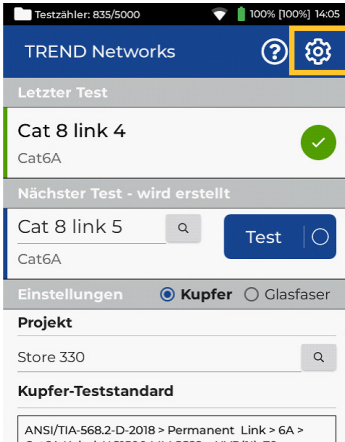 Testzähler: 835/5000 100% [100%] 14:05
TREND Networks
Letzter Test
Cat 8 link 4
Cat6A
Nächster Test - wird erstellt
Cat 8 link 5
Test
Cat6A
Einstellungen Kupfer Glasfaser
Projekt
Store 330
Kupfer-Teststandard
ANSI/TIA-568.2-D-2018 > Permanent Link > 6A >